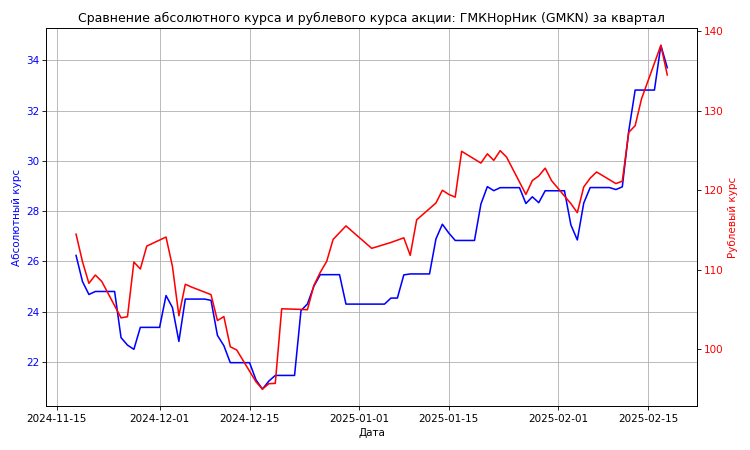 Сравнение абсолютного курса и рублевого курса акции: ГМКНорНик (GMKN) за квартал
140
34
130
32
30
120
28
26
110
24
100
22
Абсолютный курс
Рублевый курс
2024-11-15 2024-12-01 2024-12-15 2025-01-01 2025-01-15 2025-02-01 2025-02-15
Дата